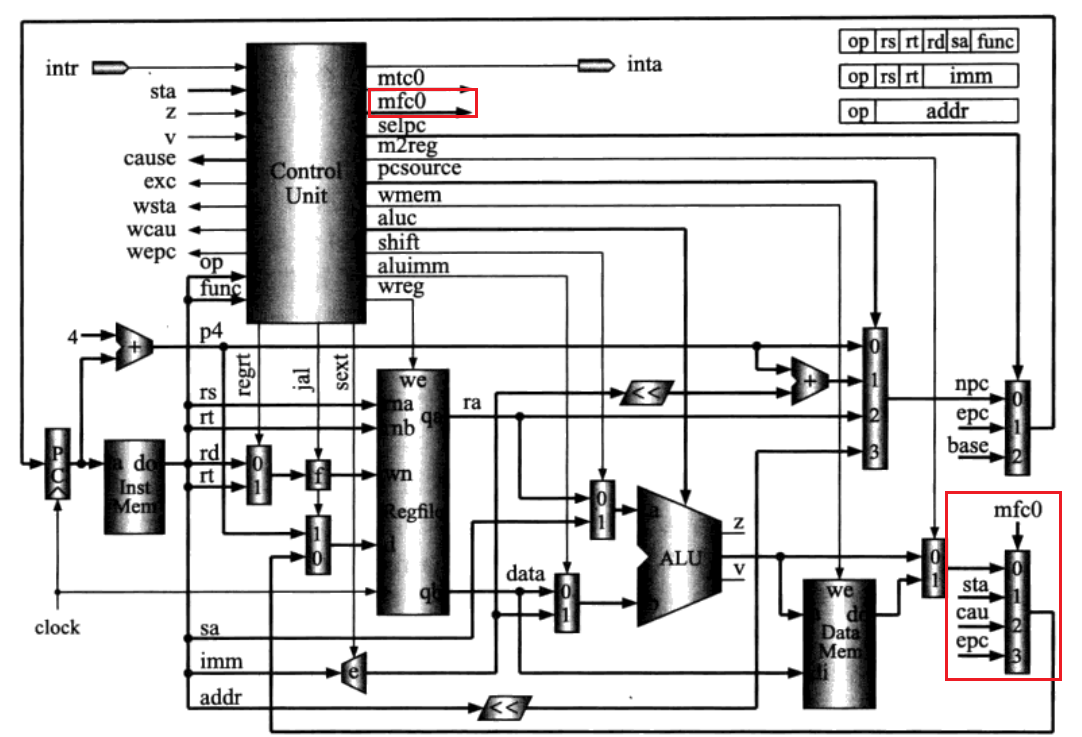 op rs rt rd sa func
intr
inta
mtc0
sta
op rs rt imm
mfc0
z
op addr
selpc
v
m2reg
cause
Control
Unit
pcsource
exc
wmem
wsta
aluc
wcau
shift
wepc
aluimm
op
wreg
func
4
+
p4
0
regrt
jal
sext
we
+
1
npc
0
rs
na
ra
<<
2
epc
1
rt
qa
nb
base
2
PC
a do
rd
0
f
wn
3
rt
1
0
Inst
Mem
Regfile
1
a
mfc0
1
d
z
0
0
0
ALU
v
1
sta
1
data
0
we
qb
1
b
a
do
cau
2
clock
Data
Mem
sa
epc
3
imm
e
di
addr
<<